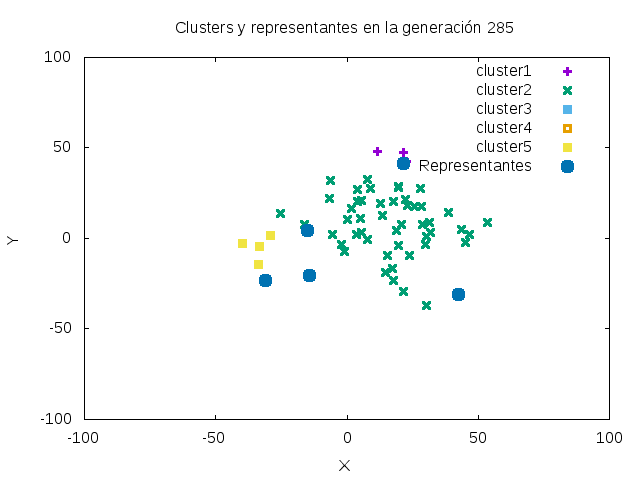 Clusters y representantes en la generación 285
100
50
0
-50
-100
-100 -50 0 50 100
Y
X
cluster1
cluster2
cluster3
cluster4
cluster5
Representantes